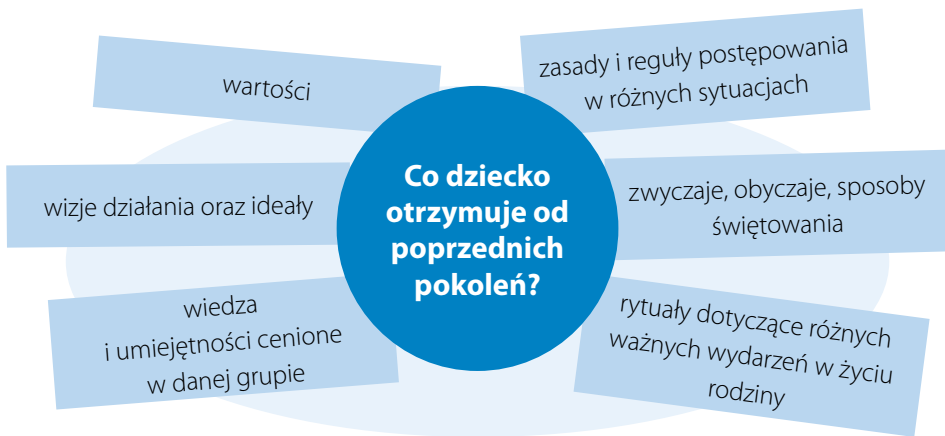 Co dziecko
otrzymuje od
poprzednich
pokoleń?
wartości
wizje działania oraz ideały
wiedza
i umiejętności cenione
w danej grupie
zasady i reguły postępowania
w różnych sytuacjach
zwyczaje, obyczaje, sposoby
świętowania
rytuały dotyczące różnych
ważnych wydarzeń w życiu
rodziny